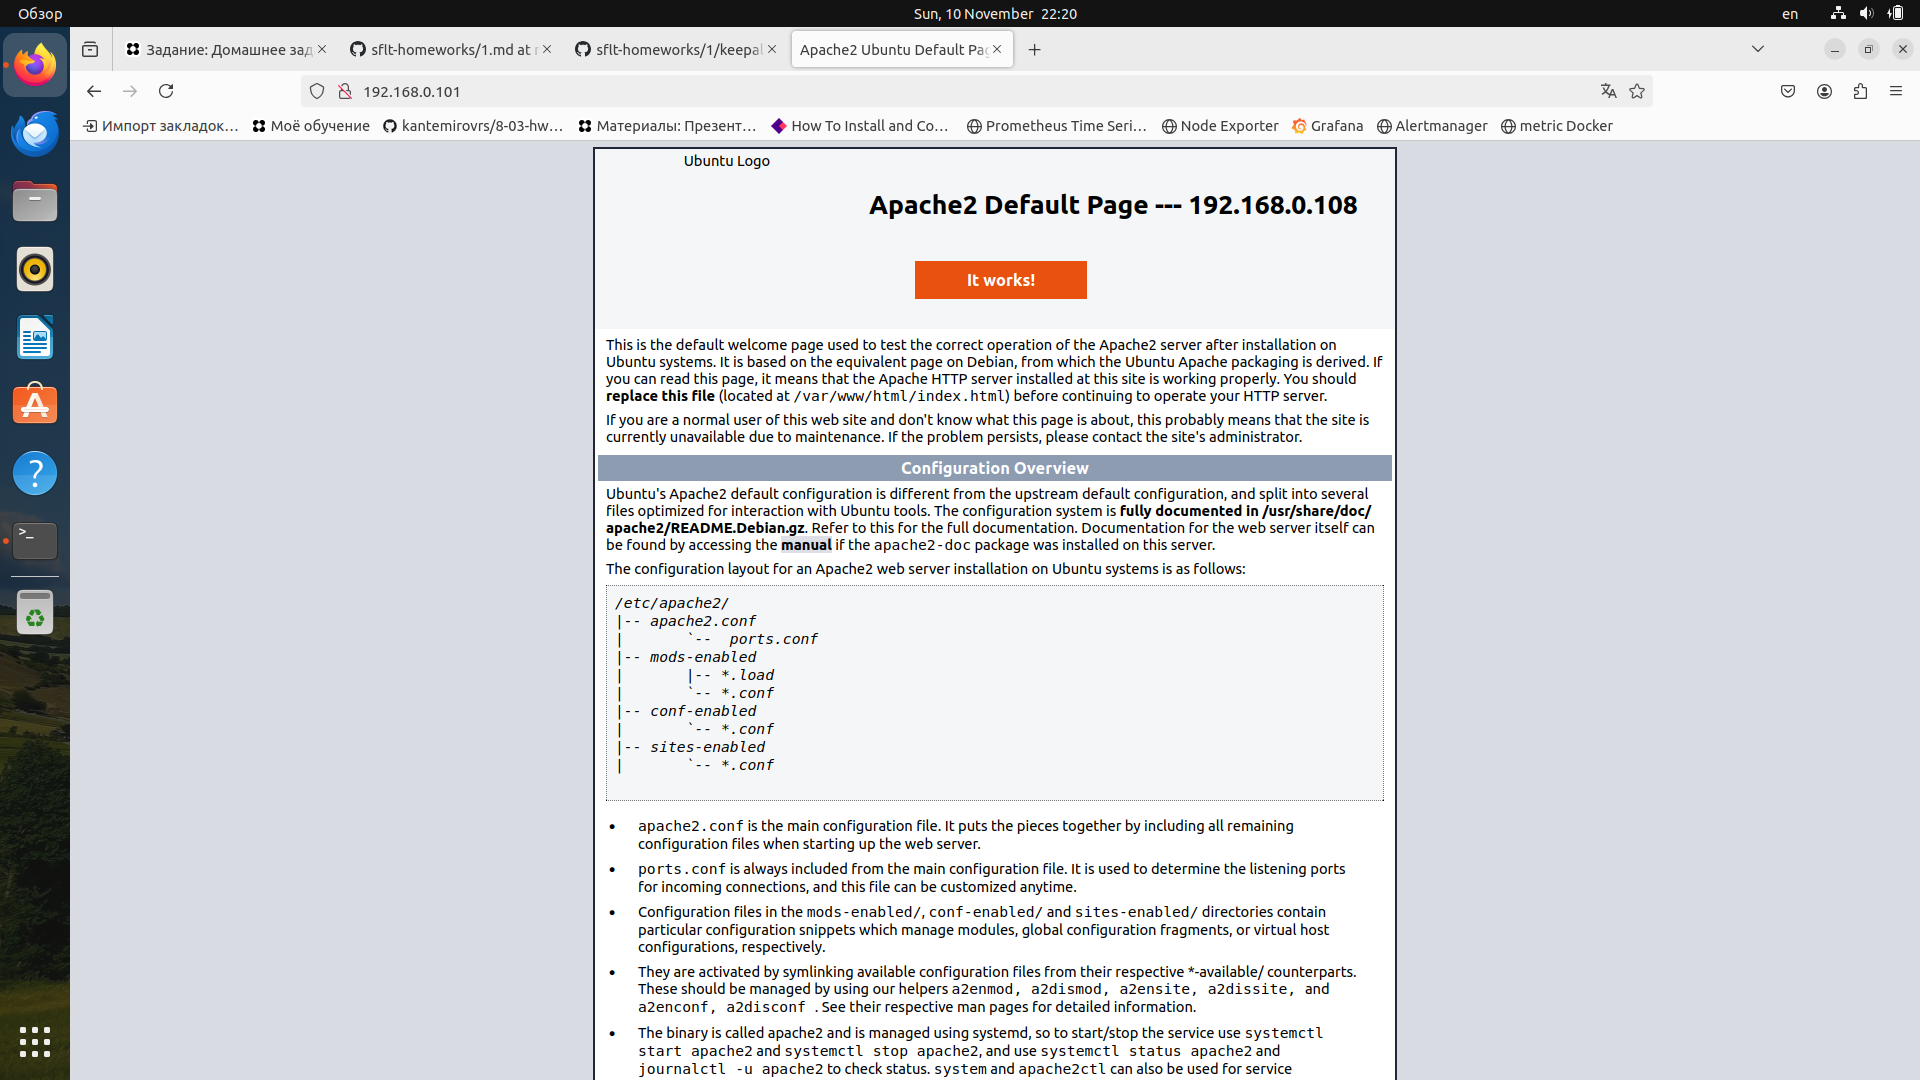 Обзор
Sun, 10 November 22:20
en
Задание: Домашнее зад
sflt-homeworks/1.md at
sflt-homeworks/1/keepal
Apache2 Ubuntu Default Pag
192.168.0.101
Импорт закладок…
Моё обучение
kantemirovrs/8-03-hw…
Материалы: Презент…
How To Install and Co…
Prometheus Time Seri…
Node Exporter
Grafana
Alertmanager
metric Docker
Ubuntu Logo
Apache2 Default Page --- 192.168.0.108
It works!
This is the default welcome page used to test the correct operation of the Apache2 server after installation on
Ubuntu systems. It is based on the equivalent page on Debian, from which the Ubuntu Apache packaging is derived. If
you can read this page, it means that the Apache HTTP server installed at this site is working properly. You should
replace this file (located at /var/www/html/index.html) before continuing to operate your HTTP server.
If you are a normal user of this web site and don't know what this page is about, this probably means that the site is
currently unavailable due to maintenance. If the problem persists, please contact the site's administrator.
Configuration Overview
Ubuntu's Apache2 default configuration is different from the upstream default configuration, and split into several
files optimized for interaction with Ubuntu tools. The configuration system is fully documented in /usr/share/doc/
apache2/README.Debian.gz. Refer to this for the full documentation. Documentation for the web server itself can
be found by accessing the manual if the apache2-doc package was installed on this server.
The configuration layout for an Apache2 web server installation on Ubuntu systems is as follows:
/etc/apache2/
|-- apache2.conf
|       `--  ports.conf
|-- mods-enabled
|       |-- *.load
|       `-- *.conf
|-- conf-enabled
|       `-- *.conf
|-- sites-enabled
|       `-- *.conf
• apache2.conf is the main configuration file. It puts the pieces together by including all remaining
configuration files when starting up the web server.
• ports.conf is always included from the main configuration file. It is used to determine the listening ports
for incoming connections, and this file can be customized anytime.
• Configuration files in the mods-enabled/, conf-enabled/ and sites-enabled/ directories contain
particular configuration snippets which manage modules, global configuration fragments, or virtual host
configurations, respectively.
• They are activated by symlinking available configuration files from their respective *-available/ counterparts.
These should be managed by using our helpers a2enmod, a2dismod, a2ensite, a2dissite, and
a2enconf, a2disconf . See their respective man pages for detailed information.
• The binary is called apache2 and is managed using systemd, so to start/stop the service use systemctl
start apache2 and systemctl stop apache2, and use systemctl status apache2 and
journalctl -u apache2 to check status. system and apache2ctl can also be used for service